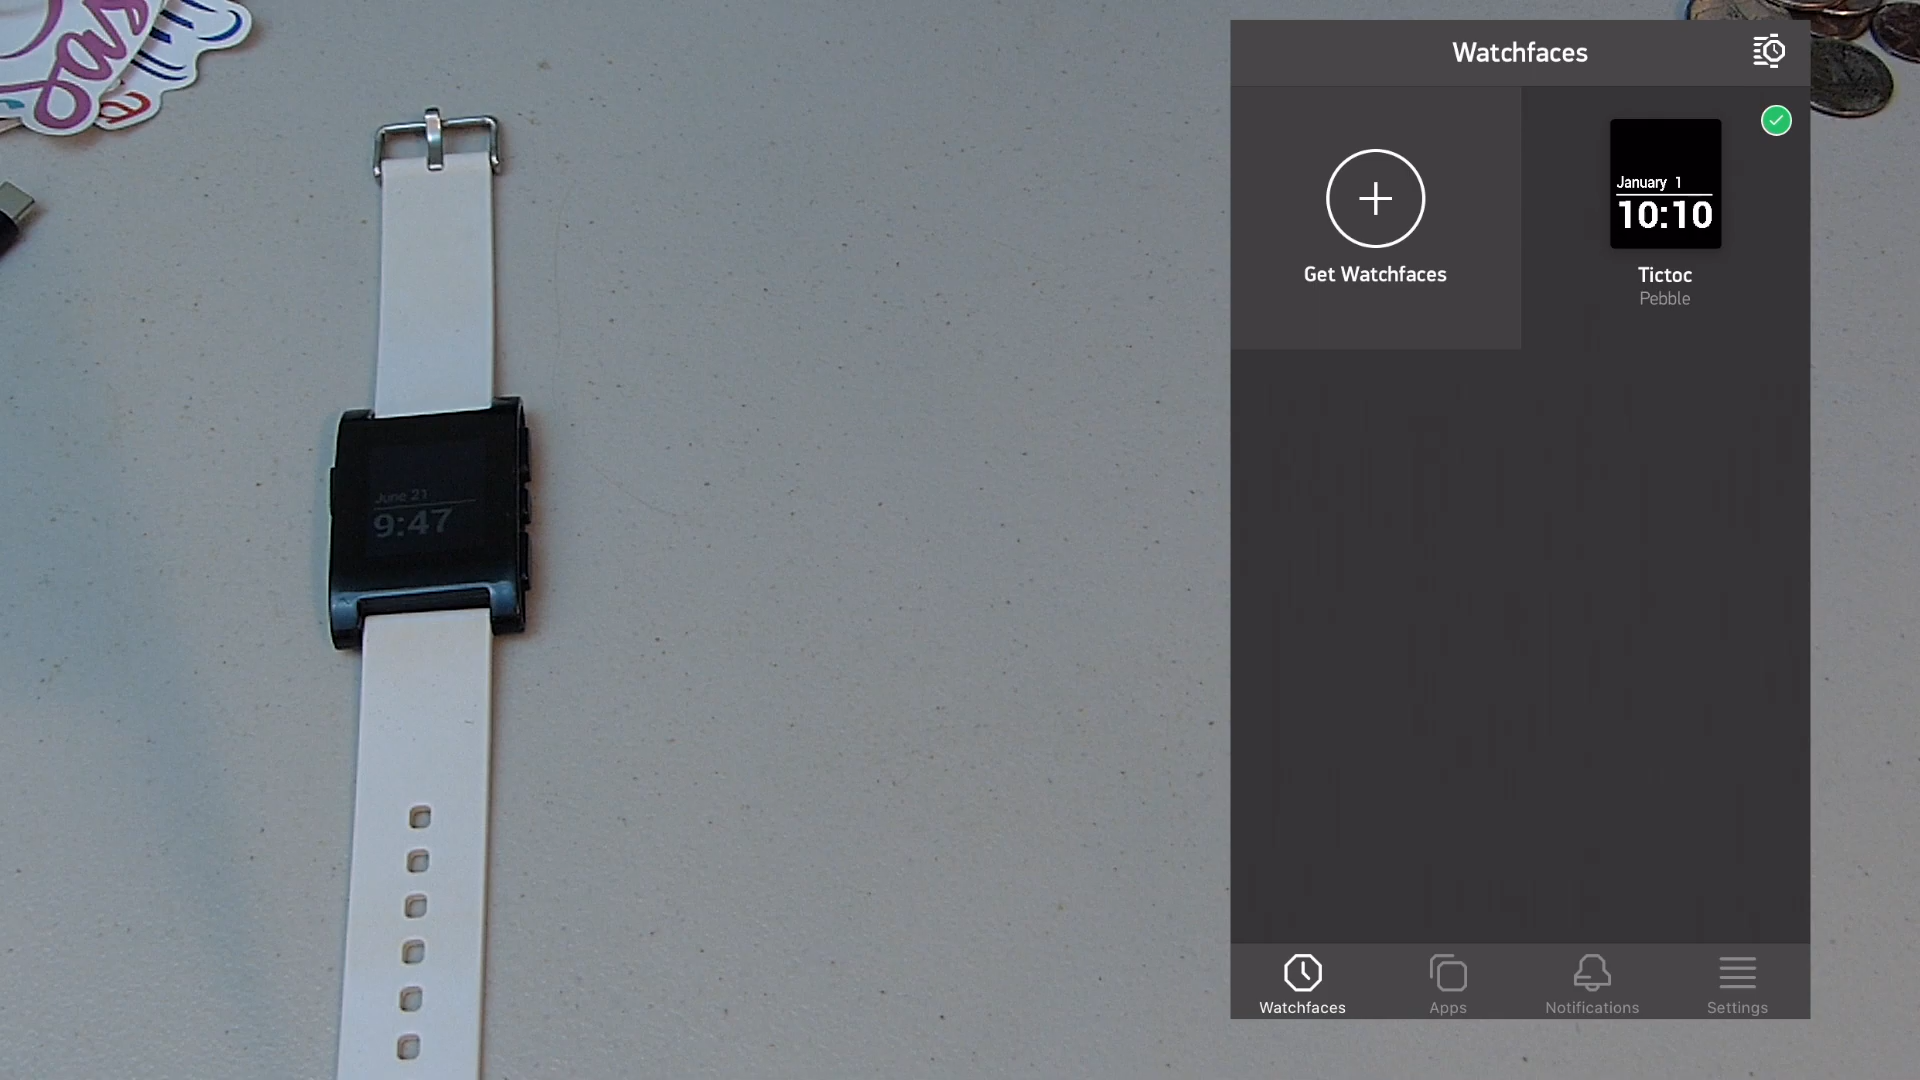 June 21
9:47
Watchfaces
Get Watchfaces
January 1
10:10
Tictoc
Pebble
Watchfaces
Apps
Notifications
Settings